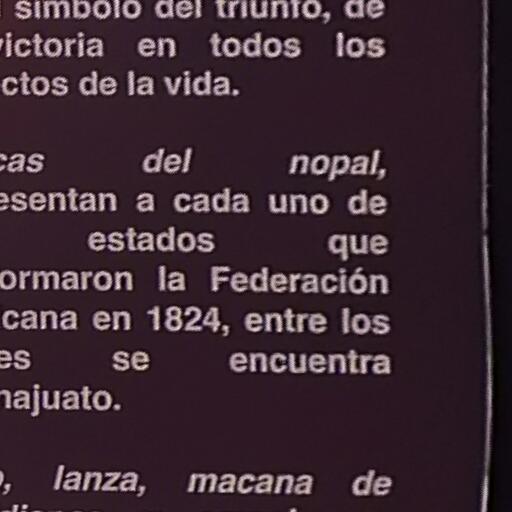 símbolo del triunfo, de
victoria en todos los
ctos de la vida.
cas del nopal,
esentan a cada uno de
estados que
ormaron la Federación
cana en 1824, entre los
es se encuentra
najuato.
, lanza, macana de